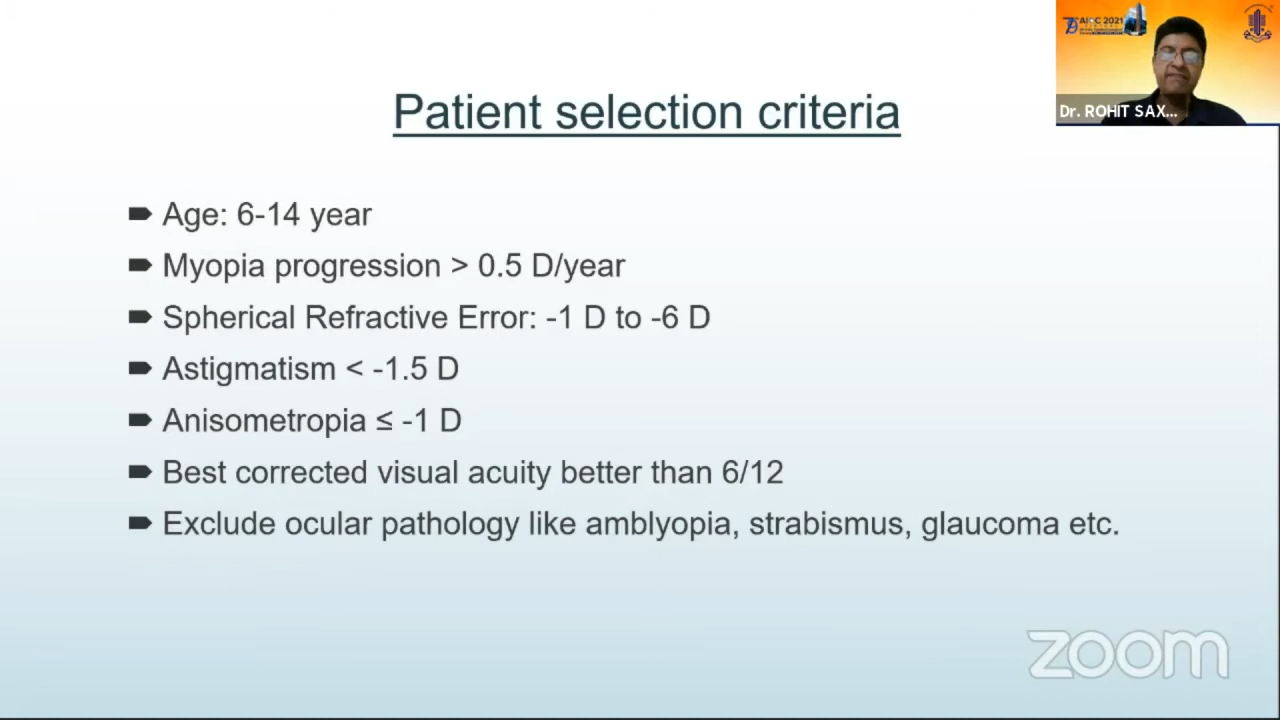 AIOC 2021
Dr. ROHIT SAX...
Patient selection criteria
Age: 6-14 year
Myopia progression > 0.5 D/year
Spherical Refractive Error: -1 D to -6 D
Astigmatism < -1.5 D
Anisometropia ≤ -1 D
Best corrected visual acuity better than 6/12
Exclude ocular pathology like amblyopia, strabismus, glaucoma etc.
zoom